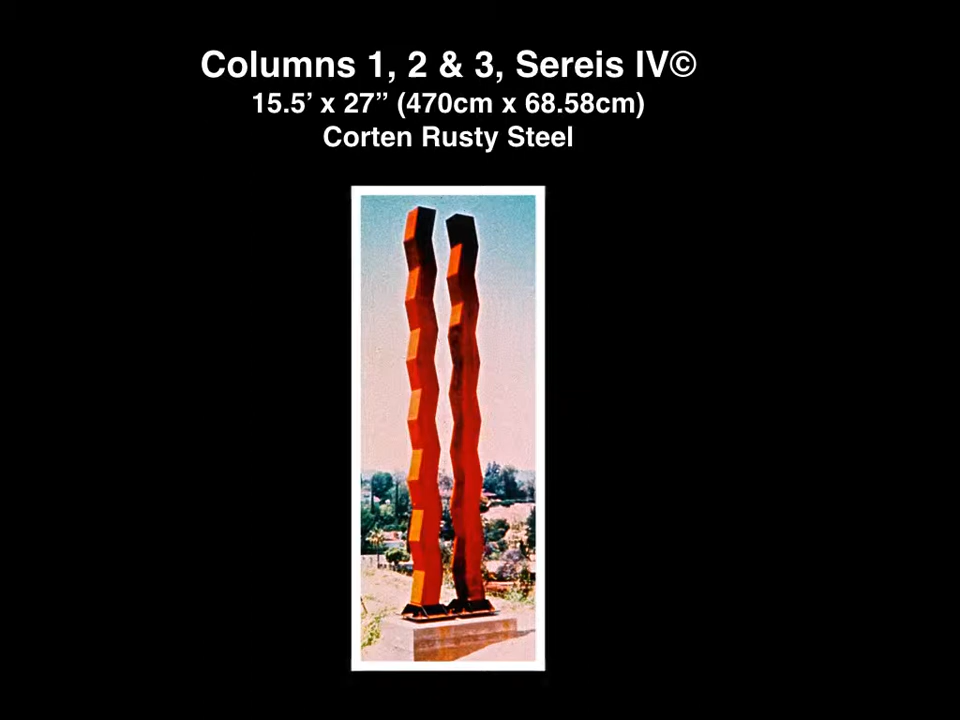 Columns 1, 2 & 3, Sereis IV©
15.5’ x 27” (470cm x 68.58cm)
Corten Rusty Steel